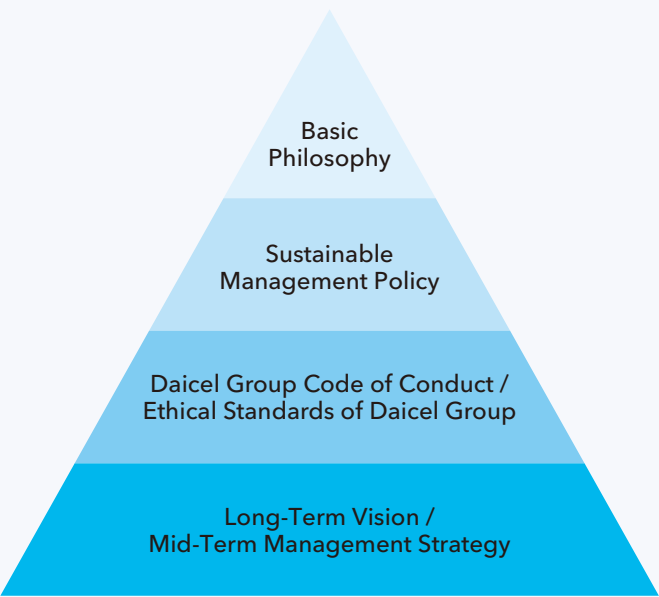 Basic
Philosophy
Sustainable
Management Policy
Daicel Group Code of Conduct /
Ethical Standards of Daicel Group
Long-Term Vision /
Mid-Term Management Strategy